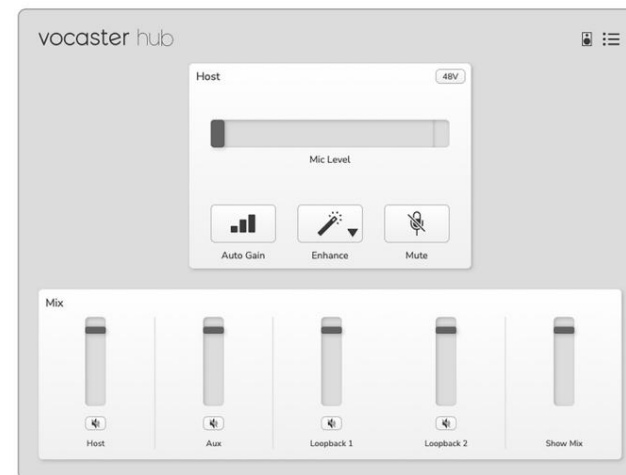 vocaster hub
Host
48V
Mic Level
Auto Gain
Enhance
Mute
Mix
Host
Aux
Loopback 1
Loopback 2
Show Mix